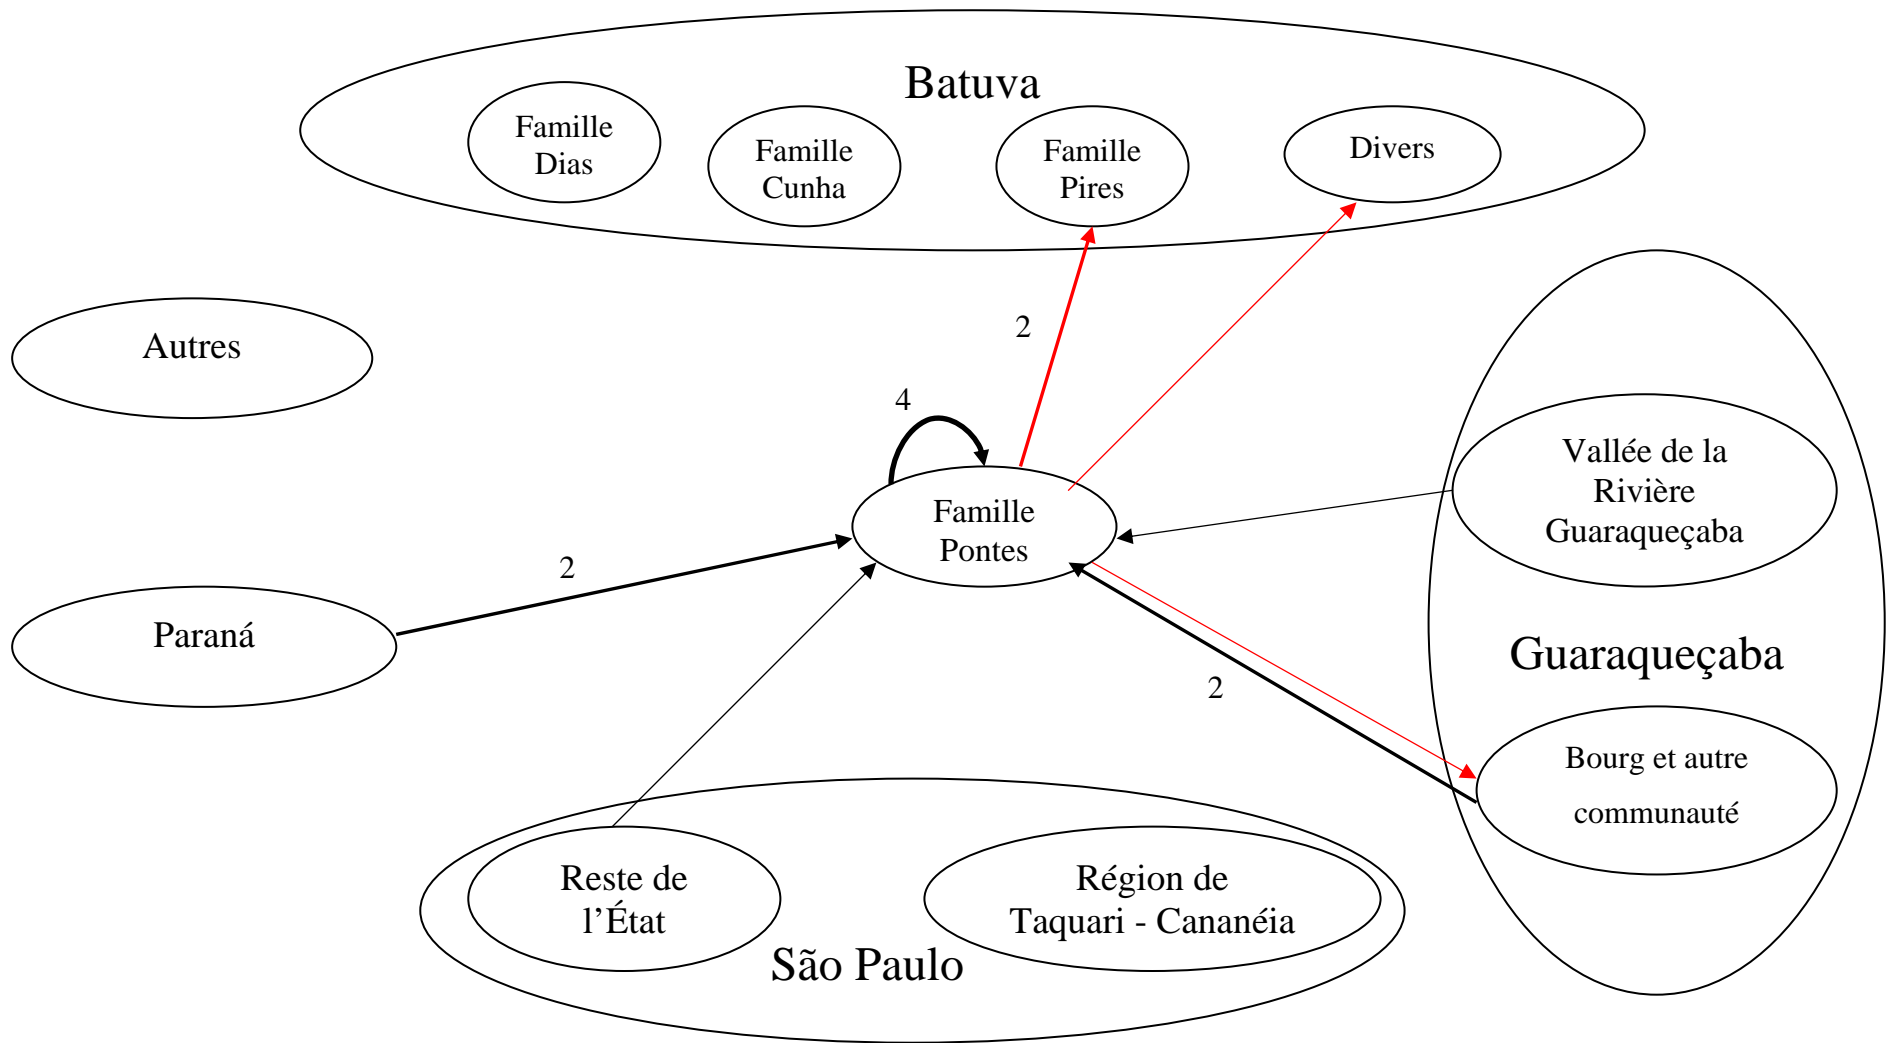 Batuva
Famille
Dias
Famille
Cunha
Famille
Pires
Divers
Autres
2
4
Famille
Pontes
Vallée de la
Rivière
Guaraqueçaba
2
Paraná
Guaraqueçaba
2
Bourg et autre
communauté
Reste de
l’État
Région de
Taquari - Cananéia
São Paulo